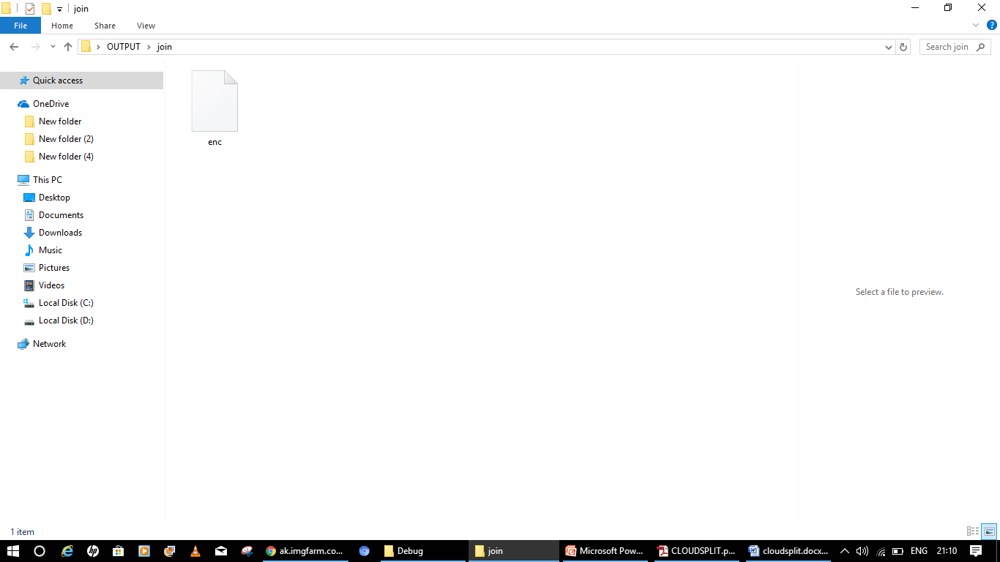 join
File Home Share View
OUTPUT join
Search join
Quick access
OneDrive
New folder
New folder (2)
New folder (4)
This PC
Desktop
Documents
Downloads
Music
Pictures
Videos
Local Disk (C:)
Local Disk (D:)
Network
enc
Select a file to preview.
1 item
ak.imgfarm.co... Debug join Microsoft Pow... CLOUDSPLIT.p... cloudsplit.docx... ENG 21:10